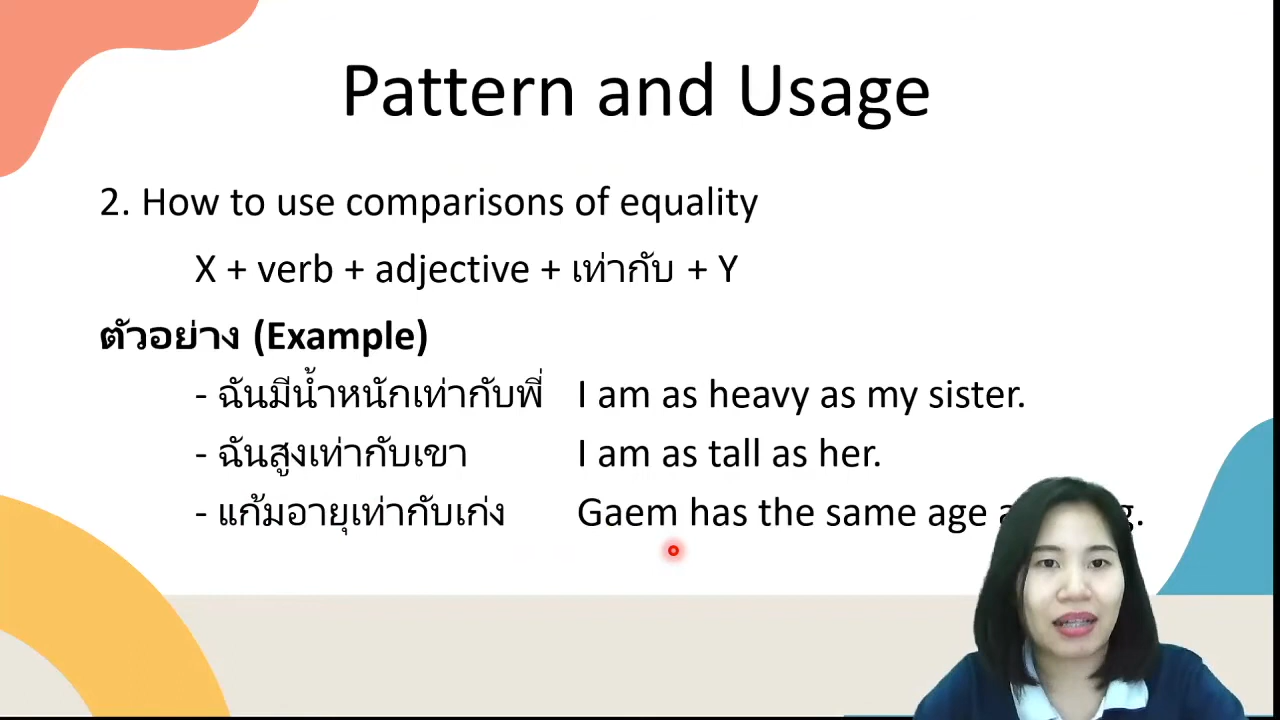 Pattern and Usage
2. How to use comparisons of equality
X + verb + adjective + เท่ากับ + Y
ตัวอย่าง (Example)
- ฉันมีน้ำหนักเท่ากับพี่ I am as heavy as my sister.
- ฉันสูงเท่ากับเขา I am as tall as her.
- แก้มอายุเท่ากับเก่ง Gaem has the same age